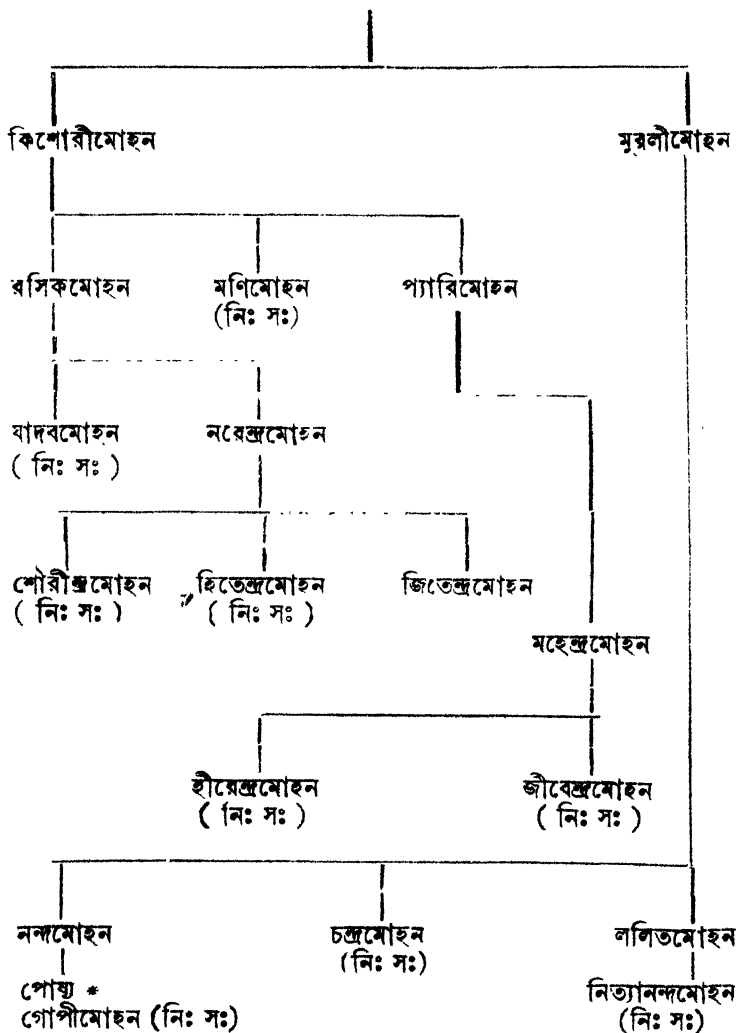 কিশোরীমোহন মুরলীমোহন
রসিকমোহন মণিমোহন প্যারিমোহন
(নিঃ সঃ)
যাদবমোহন নরেন্দ্রমোহন
( নিঃ সঃ )
শৌরীন্দ্রমোহন হিতেন্দ্রমোহন জিতেন্দ্রমোহন
( নিঃ সঃ ) ( নিঃ সঃ )
মহেন্দ্রমোহন
হীরেন্দ্রমোহন জীবেন্দ্রমোহন
( নিঃ সঃ ) ( নিঃ সঃ )
নন্দমোহন চন্দ্রমোহন ললিতমোহন
(নিঃ সঃ)
পোষ্য * নিত্যানন্দমোহন
গোপীমোহন (নিঃ সঃ) (নিঃ সঃ)